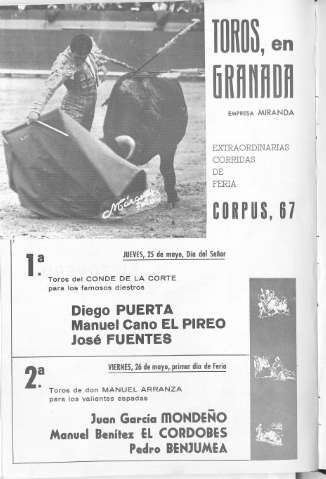 TOROS, en
GRANADA
EMPRESA MIRANDA
EXTRAORDINARIAS
CORRIDAS
DE
FERIA
CORPUS, 67
1.ª
JUEVES, 25 de mayo, Día del Señor
Toros del CONDE DE LA CORTE
para los famosos diestros
Diego PUERTA
Manuel Cano EL PIREO
José FUENTES
2.ª
VIERNES, 26 de mayo, primer día de Feria
Toros de don MANUEL ARRANZA
para los valientes espadas
Juan García MONDEÑO
Manuel Benítez EL CORDOBES
Pedro BENJUMEA